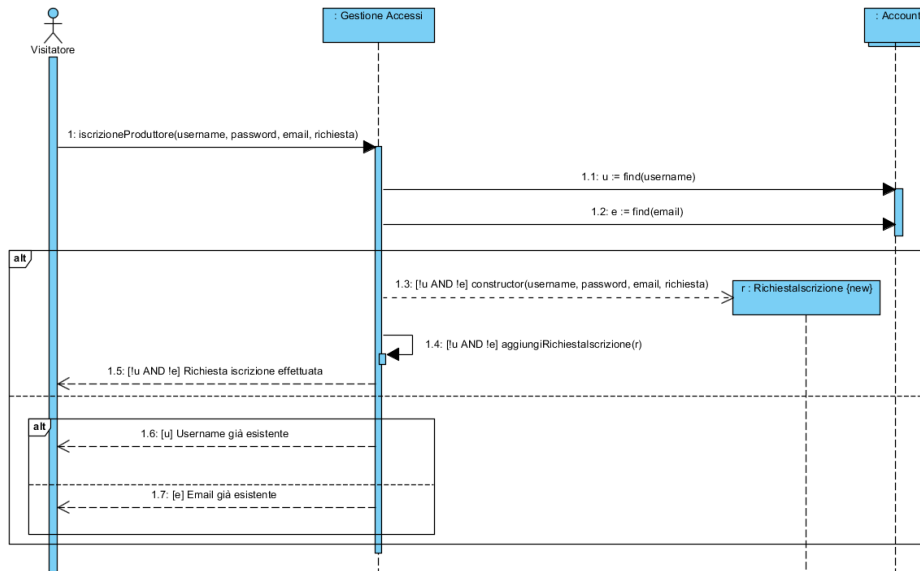 : Gestione Accessi
: Account
Visitatore
1: iscrizioneProduttore(username, password, email, richiesta)
1.1: u := find(username)
1.2: e := find(email)
alt
1.3: [!u AND !e] constructor(username, password, email, richiesta)
r : RichiestaIscrizione {new}
1.4: [!u AND !e] aggiungiRichiestaIscrizione(r)
1.5: [!u AND !e] Richiesta iscrizione effettuata
alt
1.6: [u] Username già esistente
1.7: [e] Email già esistente